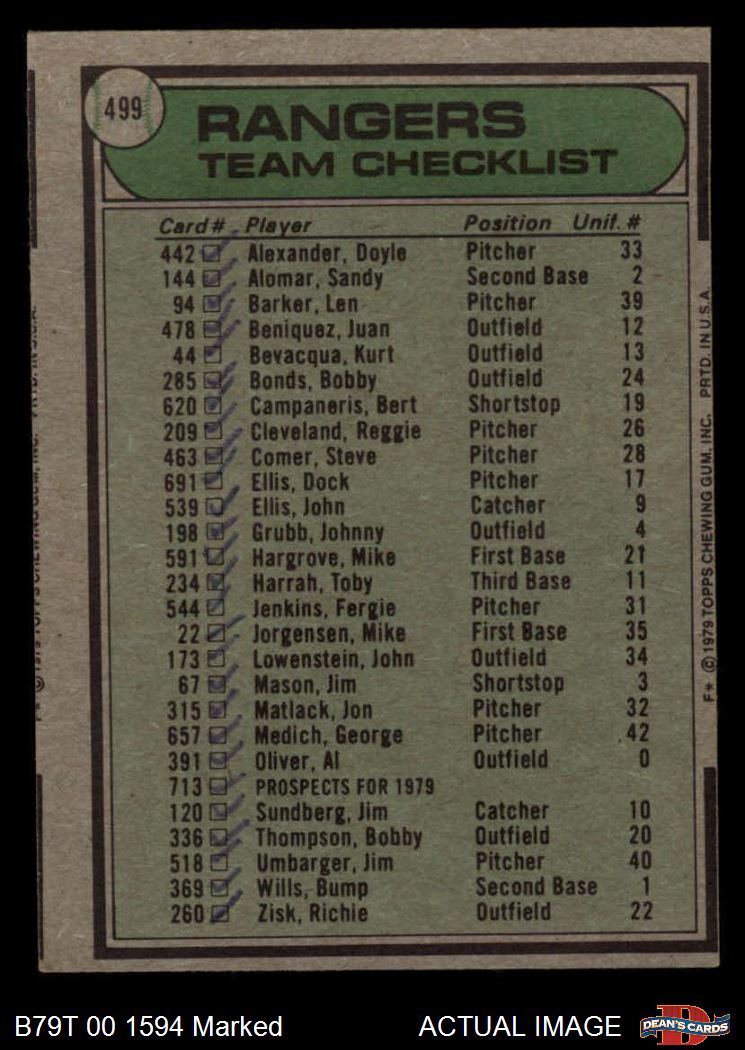 499
RANGERS
TEAM CHECKLIST
Card # Player Position Unif. #
442 Alexander, Doyle Pitcher 33
144 Alomar, Sandy Second Base 2
94 Barker, Len Pitcher 39
478 Beniquez, Juan Outfield 12
44 Bevacqua, Kurt Outfield 13
285 Bonds, Bobby Outfield 24
620 Campaneris, Bert Shortstop 19
209 Cleveland, Reggie Pitcher 26
463 Comer, Steve Pitcher 28
691 Ellis, Dock Pitcher 17
539 Ellis, John Catcher 9
198 Grubb, Johnny Outfield 4
591 Hargrove, Mike First Base 21
234 Harrah, Toby Third Base 11
544 Jenkins, Fergie Pitcher 31
22 Jorgensen, Mike First Base 35
173 Lowenstein, John Outfield 34
67 Mason, Jim Shortstop 3
315 Matlack, Jon Pitcher 32
657 Medich, George Pitcher 42
391 Oliver, Al Outfield 0
713 PROSPECTS FOR 1979
120 Sundberg, Jim Catcher 10
336 Thompson, Bobby Outfield 20
518 Umbarger, Jim Pitcher 40
369 Wills, Bump Second Base 1
260 Zisk, Richie Outfield 22
F* © 1979 TOPPS CHEWING GUM, INC. PRTD. IN U.S.A.
B79T 00 1594 Marked
ACTUAL IMAGE
DEAN'S CARDS